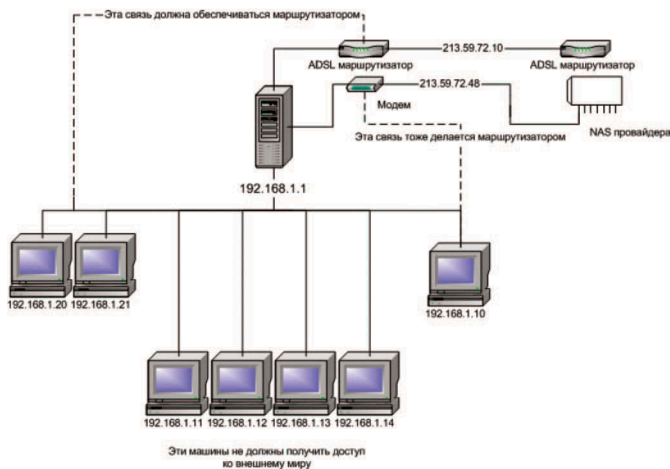 Эта связь должна обеспечиваться маршрутизатором
213.59.72.10
ADSL маршрутизатор
ADSL маршрутизатор
213.59.72.48
Модем
NAS провайдера
Эта связь тоже делается маршрутизатором
192.168.1.1
192.168.1.20
192.168.1.21
192.168.1.10
192.168.1.11
192.168.1.12
192.168.1.13
192.168.1.14
Эти машины не должны получить доступ
ко внешнему миру